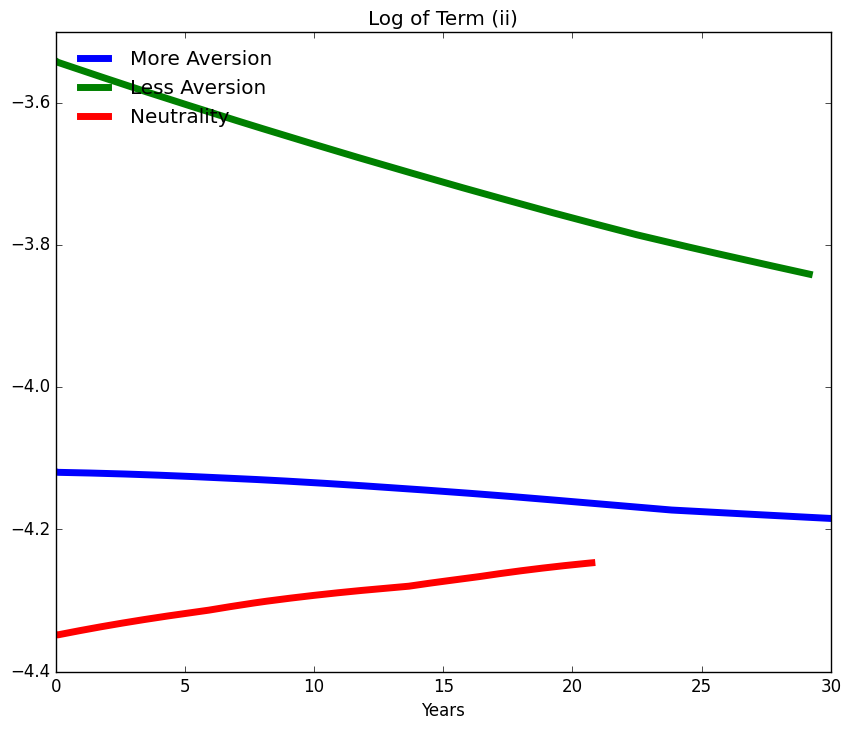 Log of Term (ii)
More Aversion
Less Aversion
Neutrality
−3.6
−3.8
−4.0
−4.2
−4.4
0 5 10 15 20 25 30
Years